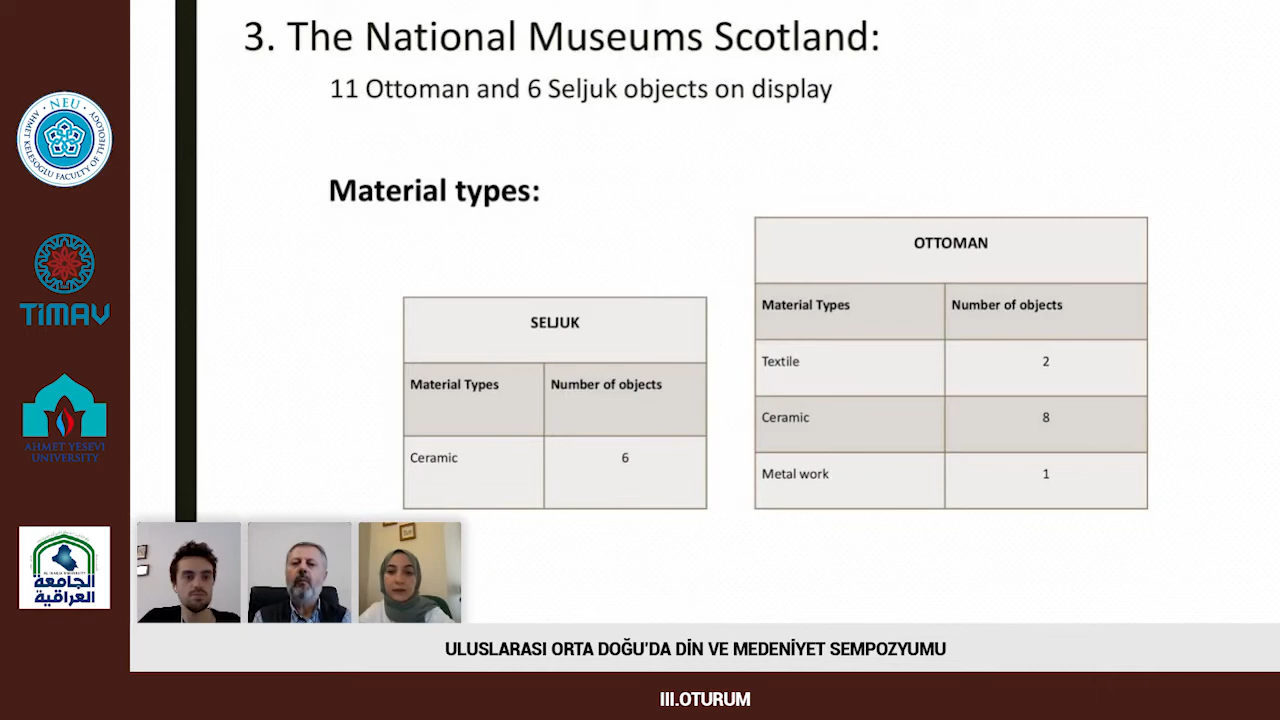 3. The National Museums Scotland:
11 Ottoman and 6 Seljuk objects on display
Material types:
SELJUK
Material Types Number of objects
Ceramic 6
OTTOMAN
Material Types Number of objects
Textile 2
Ceramic 8
Metal work 1
· NEU ·
AHMET KELEŞOĞLU FACULTY OF THEOLOGY
TİMAV
AHMET YESEVI
UNIVERSITY
الجامعة
العراقية
ULUSLARASI ORTA DOĞU'DA DİN VE MEDENİYET SEMPOZYUMU
III.OTURUM